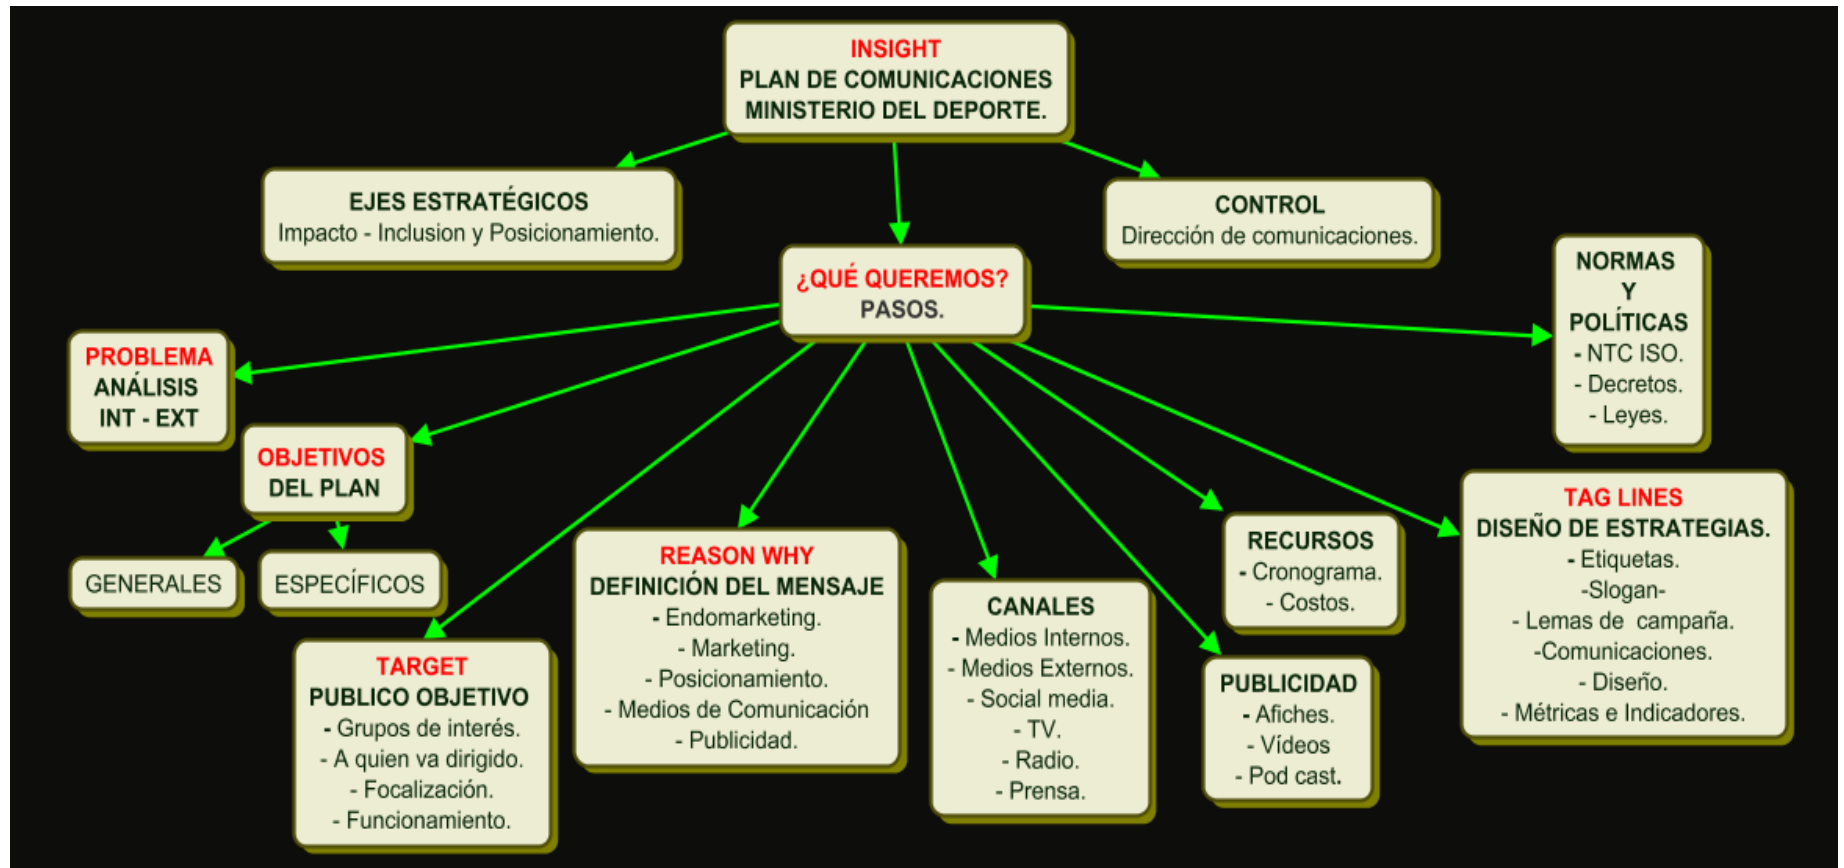 INSIGHT
PLAN DE COMUNICACIONES
MINISTERIO DEL DEPORTE.
EJES ESTRATÉGICOS
Impacto - Inclusion y Posicionamiento.
CONTROL
Dirección de comunicaciones.
¿QUÉ QUEREMOS?
PASOS.
PROBLEMA
ANÁLISIS
INT - EXT
OBJETIVOS
DEL PLAN
GENERALES
ESPECÍFICOS
TARGET
PUBLICO OBJETIVO
- Grupos de interés.
- A quien va dirigido.
- Focalización.
- Funcionamiento.
REASON WHY
DEFINICIÓN DEL MENSAJE
- Endomarketing.
- Marketing.
- Posicionamiento.
- Medios de Comunicación
- Publicidad.
CANALES
- Medios Internos.
- Medios Externos.
- Social media.
- TV.
- Radio.
- Prensa.
PUBLICIDAD
- Afiches.
- Vídeos
- Pod cast.
RECURSOS
- Cronograma.
- Costos.
TAG LINES
DISEÑO DE ESTRATEGIAS.
- Etiquetas.
-Slogan-
- Lemas de campaña.
-Comunicaciones.
- Diseño.
- Métricas e Indicadores.
NORMAS
Y
POLÍTICAS
- NTC ISO.
- Decretos.
- Leyes.